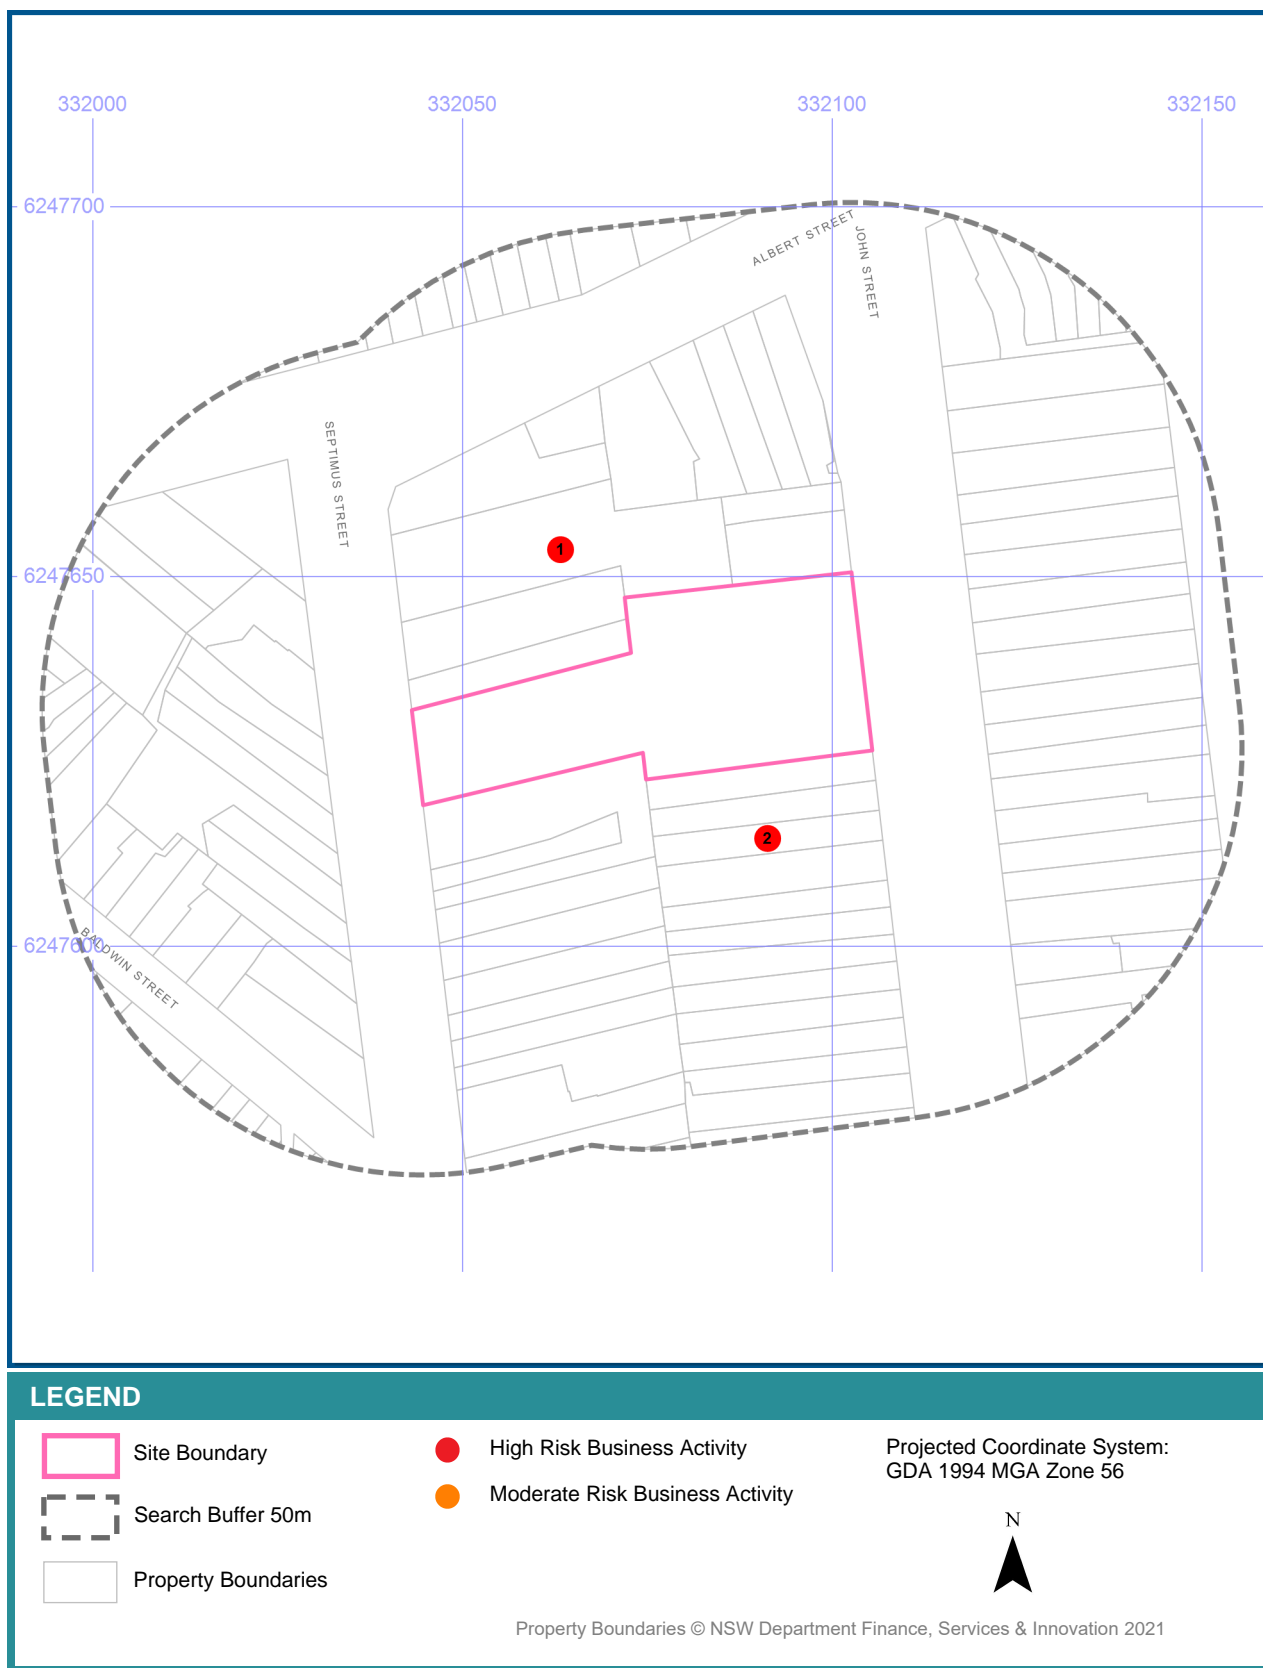 332000
332050
332100
332150
6247700
ALBERT STREET
JOHN STREET
SEPTIMUS STREET
1
6247650
2
6247600
BALDWIN STREET
LEGEND
Site Boundary
High Risk Business Activity
Projected Coordinate System:
GDA 1994 MGA Zone 56
Moderate Risk Business Activity
Search Buffer 50m
N
Property Boundaries
Property Boundaries © NSW Department Finance, Services & Innovation 2021